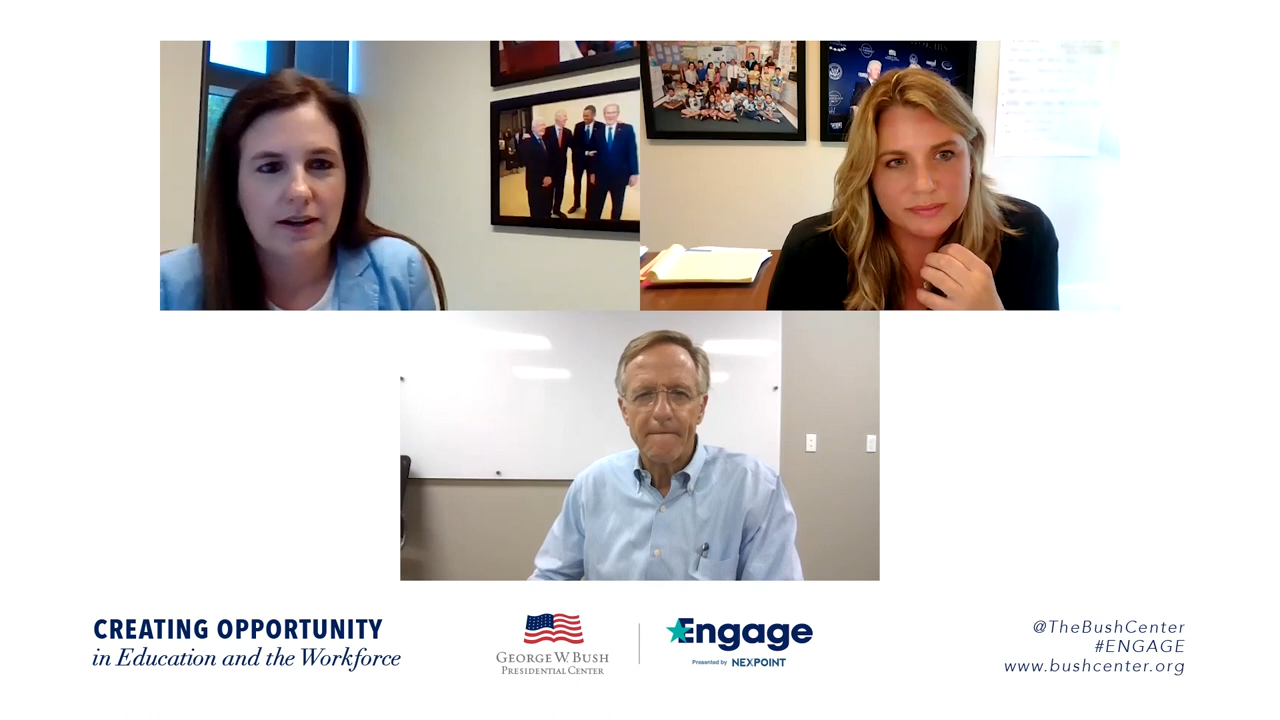 CREATING OPPORTUNITY
in Education and the Workforce
GEORGE W. BUSH
PRESIDENTIAL CENTER
Engage
Presented by NEXPOINT
@TheBushCenter
#ENGAGE
www.bushcenter.org